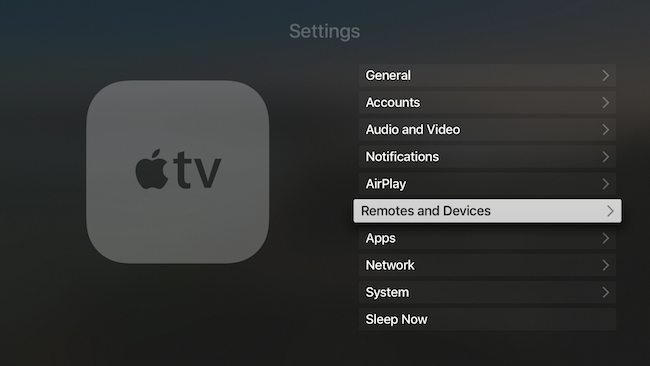 Settings
tv
General
Accounts
Audio and Video
Notifications
AirPlay
Remotes and Devices
Apps
Network
System
Sleep Now